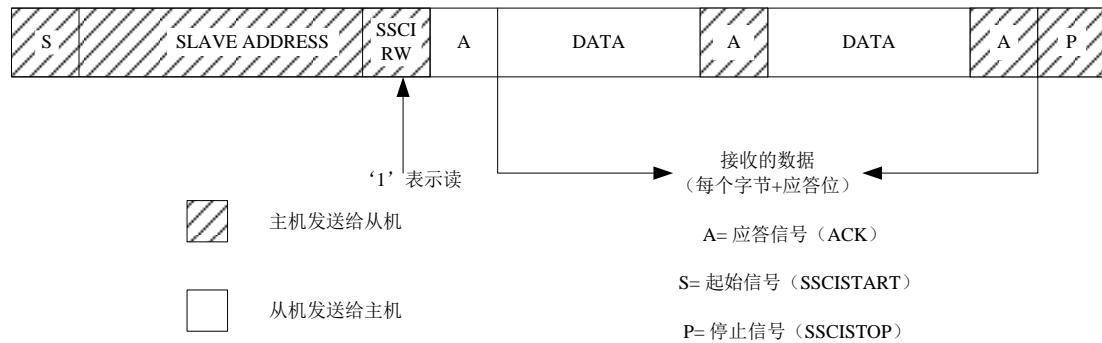 S SLAVE ADDRESS SSCI RW A DATA A DATA A P
‘1’表示读
接收的数据
（每个字节+应答位）
主机发送给从机
A= 应答信号（ACK）
S= 起始信号（SSCISTART）
从机发送给主机
P= 停止信号（SSCISTOP）